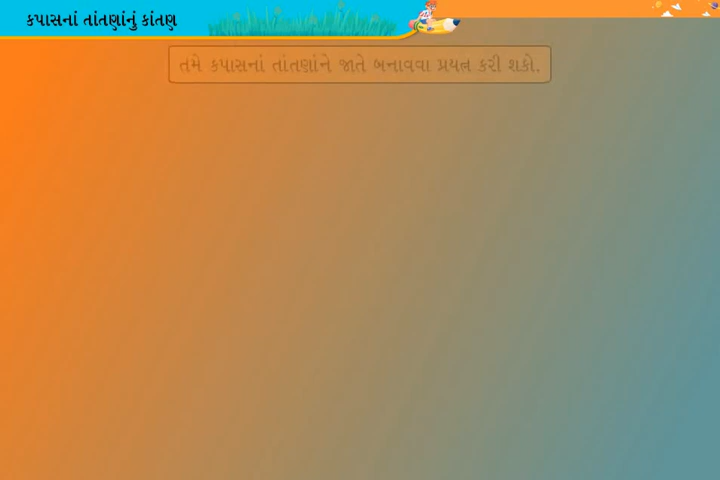 કપાસનાં તાંતણાંનું કાંતણ
તમે કપાસનાં તાંતણાંને જાતે બનાવવા પ્રયત્ન કરી શકો.